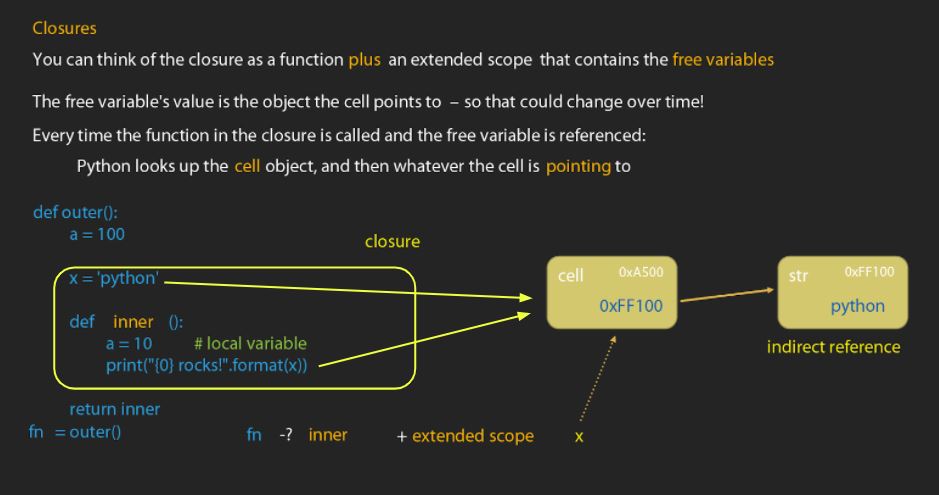 Closures
You can think of the closure as a function plus an extended scope that contains the free variables
The free variable's value is the object the cell points to – so that could change over time!
Every time the function in the closure is called and the free variable is referenced:
Python looks up the cell object, and then whatever the cell is pointing to
def outer():
a = 100
closure
x = 'python'
def inner ():
a = 10 # local variable
print("{0} rocks!".format(x))
return inner
fn = outer()
cell 0xA500
0xFF100
str 0xFF100
python
indirect reference
fn -? inner + extended scope x